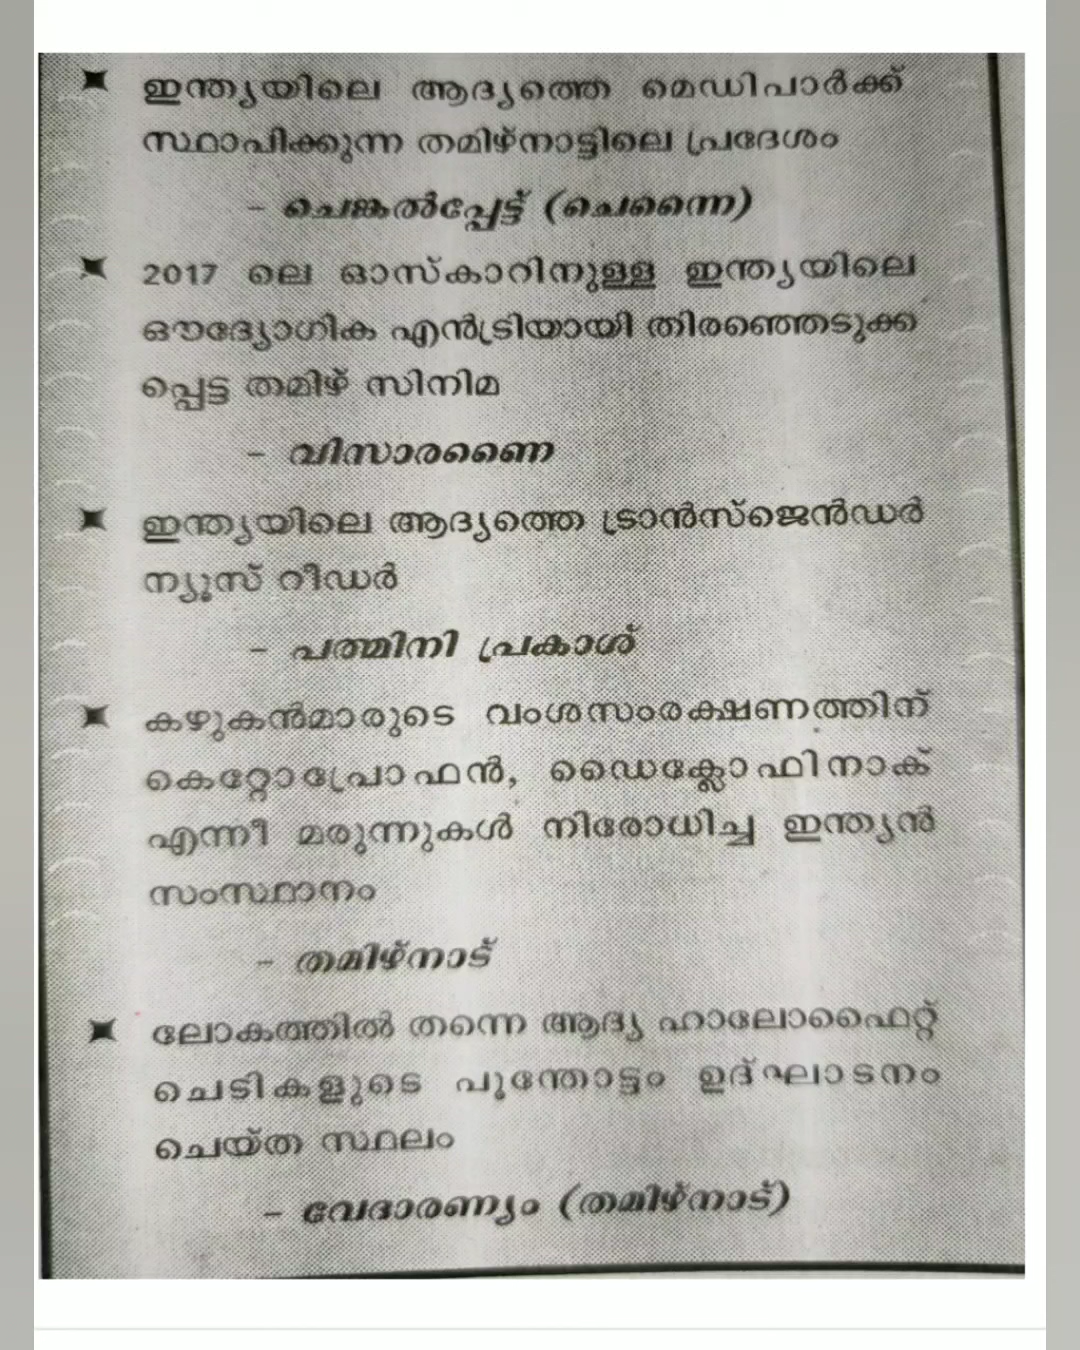 ഇന്ത്യയിലെ ആദ്യത്തെ മെഡിപാർക്ക്
സ്ഥാപിക്കുന്ന തമിഴ്നാട്ടിലെ പ്രദേശം
- ചെങ്കൽപ്പേട്ട് (ചെന്നൈ)
2017 ലെ ഓസ്കാറിനുള്ള ഇന്ത്യയിലെ
ഔദ്യോഗിക എൻട്രിയായി തിരഞ്ഞെടുക്ക
പ്പെട്ട തമിഴ് സിനിമ
- വിസാരണൈ
ഇന്ത്യയിലെ ആദ്യത്തെ ട്രാൻസ്ജെൻഡർ
ന്യൂസ് റീഡർ
- പത്മിനി പ്രകാശ്
കഴുകൻമാരുടെ വംശസംരക്ഷണത്തിന്
കെറ്റോപ്രോഫൻ, ഡൈക്ലോഫിനാക്
എന്നീ മരുന്നുകൾ നിരോധിച്ച ഇന്ത്യൻ
സംസ്ഥാനം
- തമിഴ്നാട്
ലോകത്തിൽ തന്നെ ആദ്യ ഹാലോഫൈറ്റ്
ചെടികളുടെ പൂന്തോട്ടം ഉദ്ഘാടനം
ചെയ്ത സ്ഥലം
- വേദാരണ്യം (തമിഴ്നാട്)